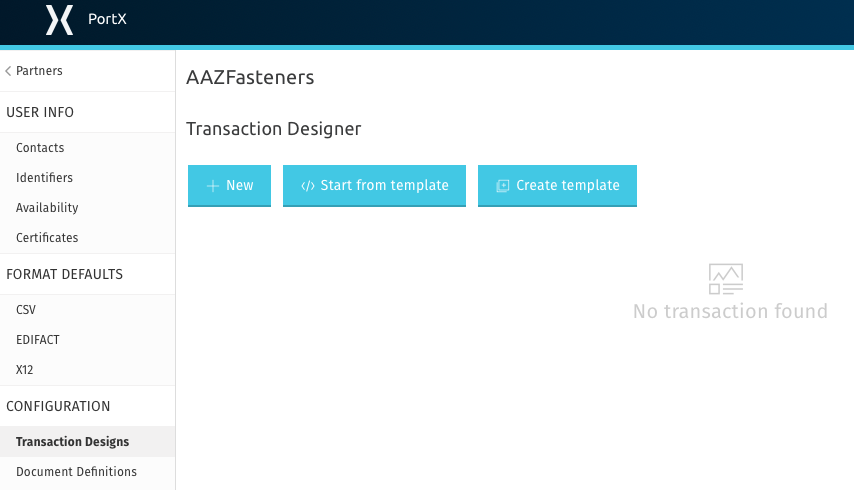 PortX
Partners
USER INFO
Contacts
Identifiers
Availability
Certificates
FORMAT DEFAULTS
CSV
EDIFACT
X12
CONFIGURATION
Transaction Designs
Document Definitions
AAZFasteners
Transaction Designer
New
Start from template
Create template
No transaction found